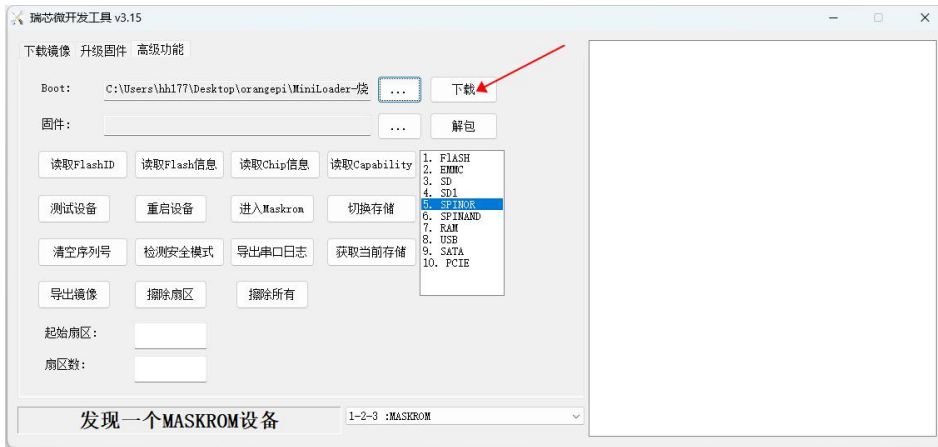 瑞芯微开发工具 v3.15
下载镜像 升级固件 高级功能
Boot: C:\Users\hh177\Desktop\orangepi\MiniLoader-烧 ... 下载
固件: ... 解包
读取FlashID 读取Flash信息 读取Chip信息 读取Capability
测试设备 重启设备 进入Maskrom 切换存储
清空序列号 检测安全模式 导出串口日志 获取当前存储
导出镜像 擦除扇区 擦除所有
1. FlASH
2. EMMC
3. SD
4. SD1
5. SPINOR
6. SPINAND
7. RAM
8. USB
9. SATA
10. PCIE
起始扇区:
扇区数:
发现一个MASKROM设备 1-2-3 :MASKROM